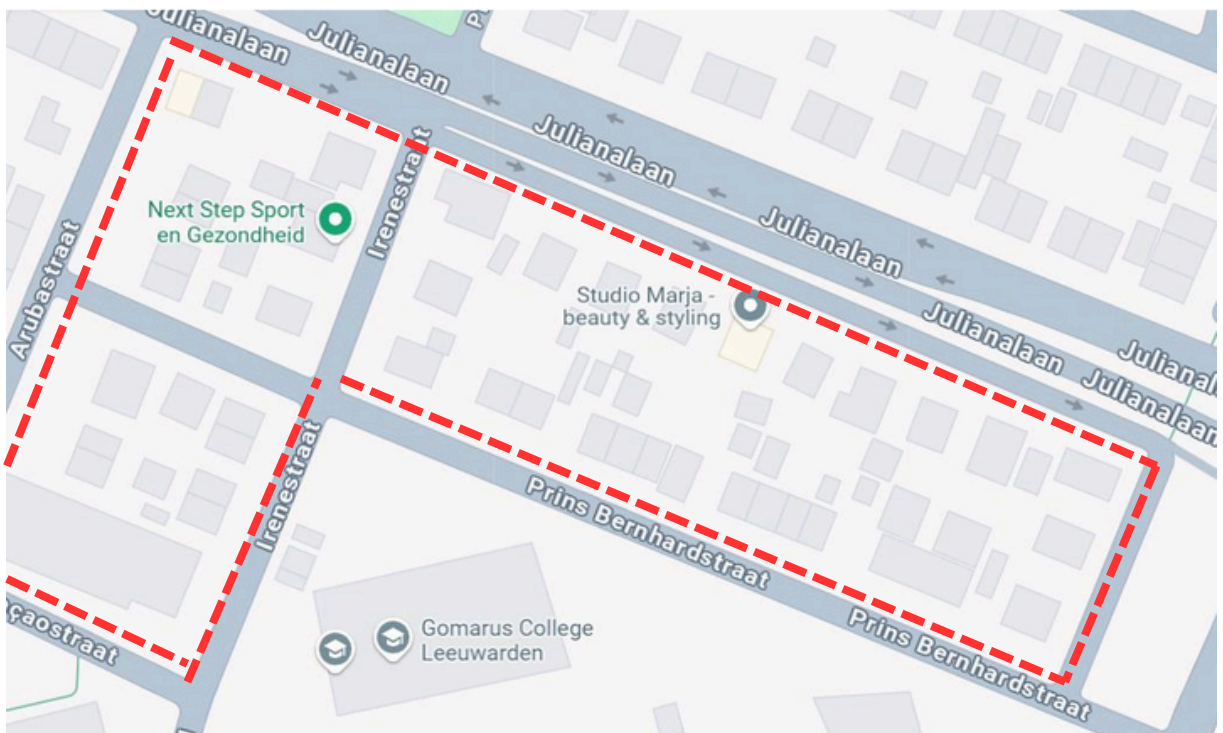 Julianalaan
Julianalaan
Julianalaan
Julianalaan
Julianalaan
Julianalaan
Arubastraat
Irenestraat
Next Step Sport
en Gezondheid
Studio Marja -
beauty & styling
Irenestraat
Prins Bernhardstraat
Prins Bernhardstraat
çaostraat
Gomarus College
Leeuwarden